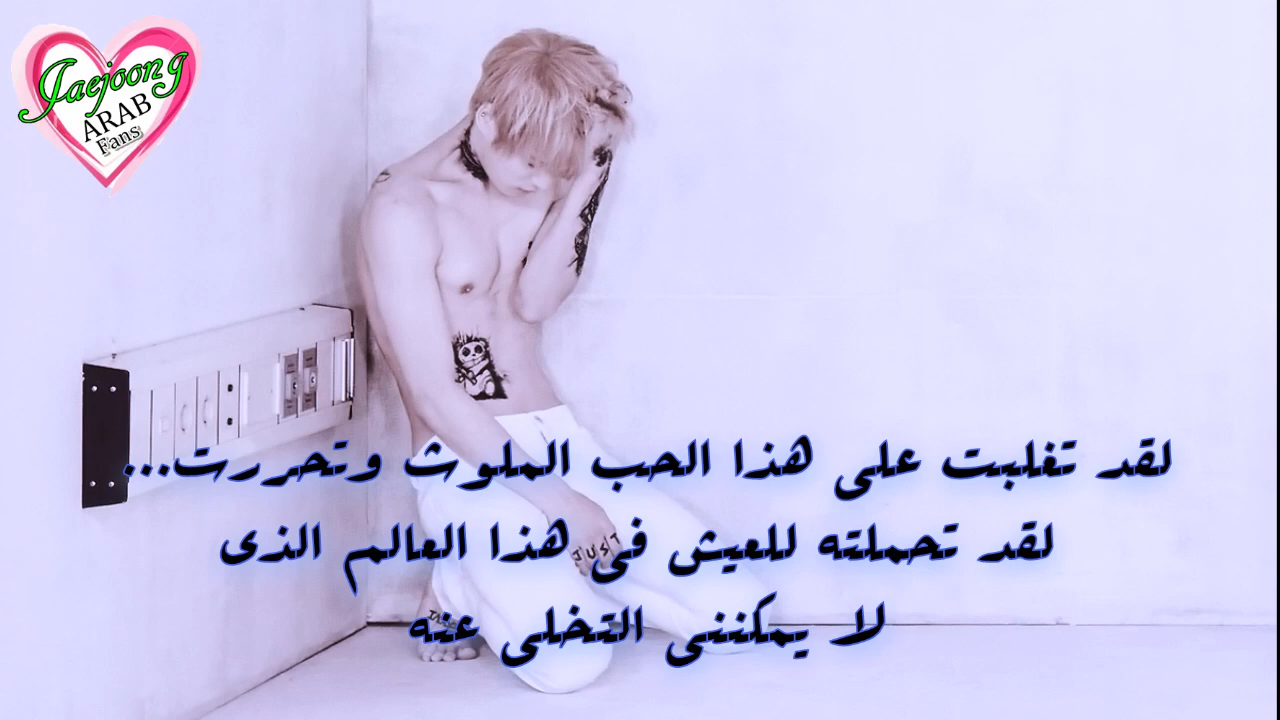 Jaejoong
ARAB
Fans
لقد تغلبت على هذا الحب الملوث وتحررت...
لقد تحملته للعيش فى هذا العالم الذى
لا يمكننى التخلى عنه
JUST